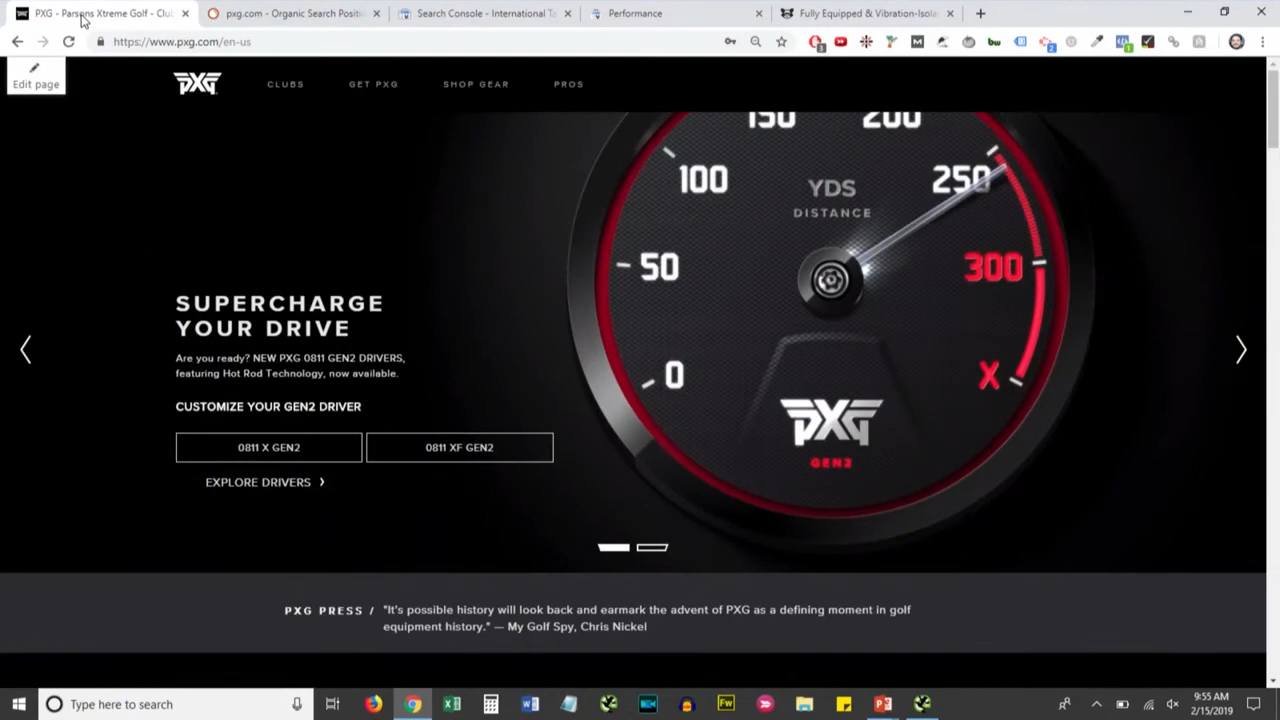 PXG - Parsons Xtreme Golf - Clu
pxg.com - Organic Search Positi
Search Console - International Ta
Performance
Fully Equipped & Vibration-Isola
https://www.pxg.com/en-us
Edit page
PXG
CLUBS
GET PXG
SHOP GEAR
PROS
150
200
100
250
YDS
DISTANCE
50
300
0
X
PXG
GEN2
SUPERCHARGE
YOUR DRIVE
Are you ready? NEW PXG 0811 GEN2 DRIVERS,
featuring Hot Rod Technology, now available.
CUSTOMIZE YOUR GEN2 DRIVER
0811 X GEN2
0811 XF GEN2
EXPLORE DRIVERS
PXG PRESS / "It's possible history will look back and earmark the advent of PXG as a defining moment in golf
equipment history." — My Golf Spy, Chris Nickel
Type here to search
9:55 AM
2/15/2019